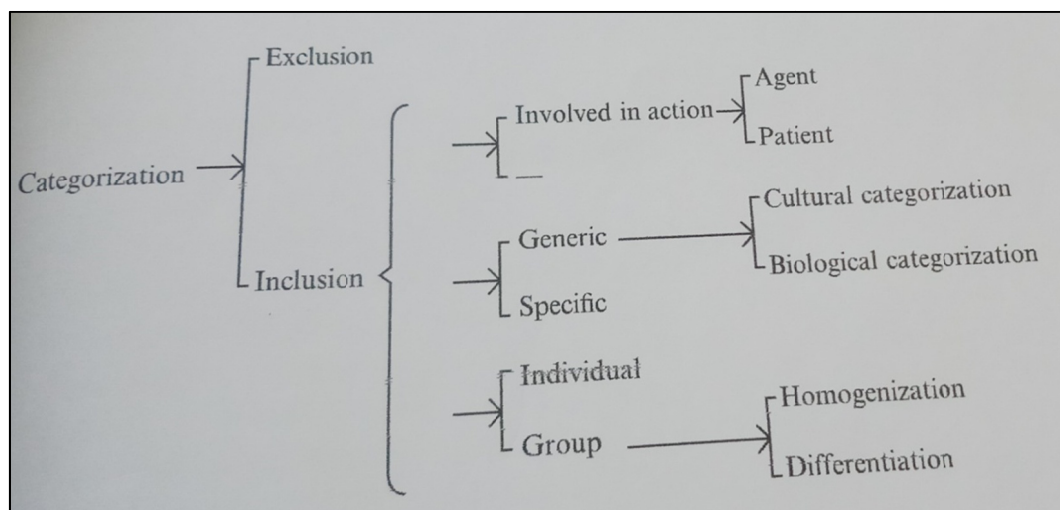 Categorization
Exclusion
Inclusion
Involved in action
Agent
Patient
Generic
Cultural categorization
Biological categorization
Specific
Individual
Group
Homogenization
Differentiation